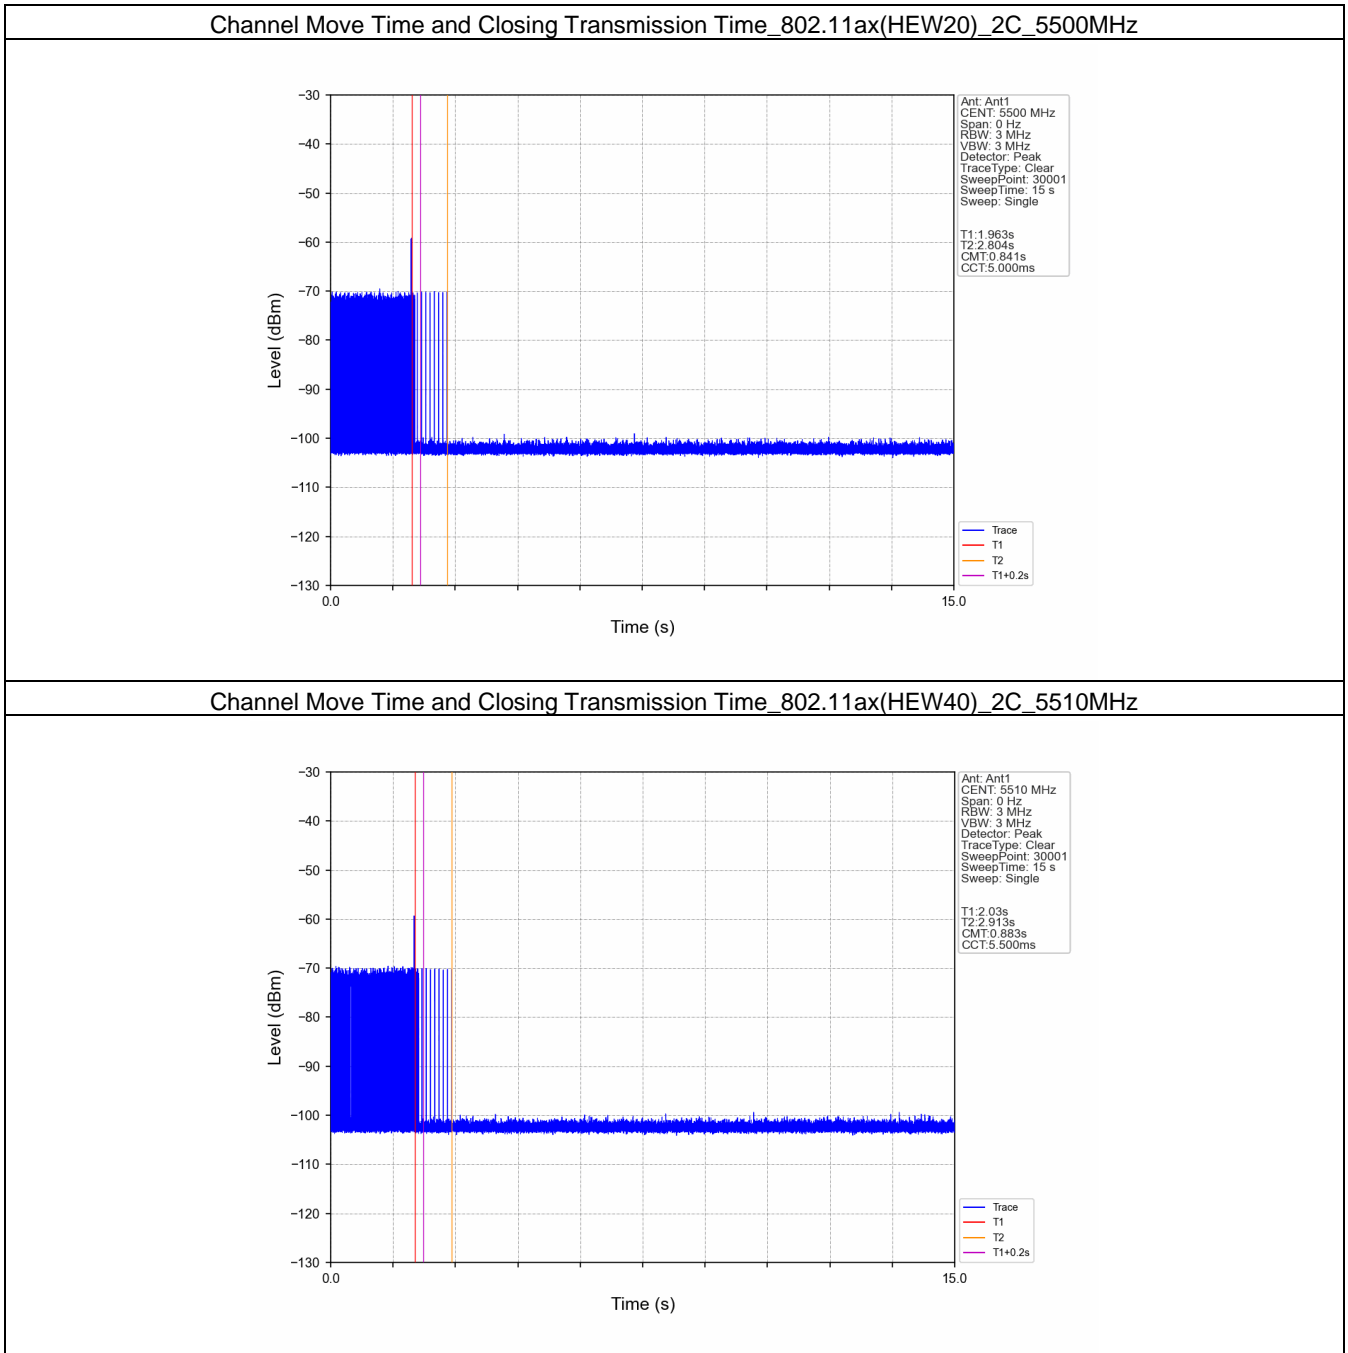 Channel Move Time and Closing Transmission Time_802.11ax(HEW20)_2C_5500MHz
−30
−40
−50
−60
−70
−80
−90
−100
−110
−120
−130
Level (dBm)
0.0
15.0
Time (s)
Ant: Ant1
CENT: 5500 MHz
Span: 0 Hz
RBW: 3 MHz
VBW: 3 MHz
Detector: Peak
TraceType: Clear
SweepPoint: 30001
SweepTime: 15 s
Sweep: Single
T1:1.963s
T2:2.804s
CMT:0.841s
CCT:5.000ms
Trace
T1
T2
T1+0.2s
Channel Move Time and Closing Transmission Time_802.11ax(HEW40)_2C_5510MHz
−30
−40
−50
−60
−70
−80
−90
−100
−110
−120
−130
Level (dBm)
0.0
15.0
Time (s)
Ant: Ant1
CENT: 5510 MHz
Span: 0 Hz
RBW: 3 MHz
VBW: 3 MHz
Detector: Peak
TraceType: Clear
SweepPoint: 30001
SweepTime: 15 s
Sweep: Single
T1:2.03s
T2:2.913s
CMT:0.883s
CCT:5.500ms
Trace
T1
T2
T1+0.2s